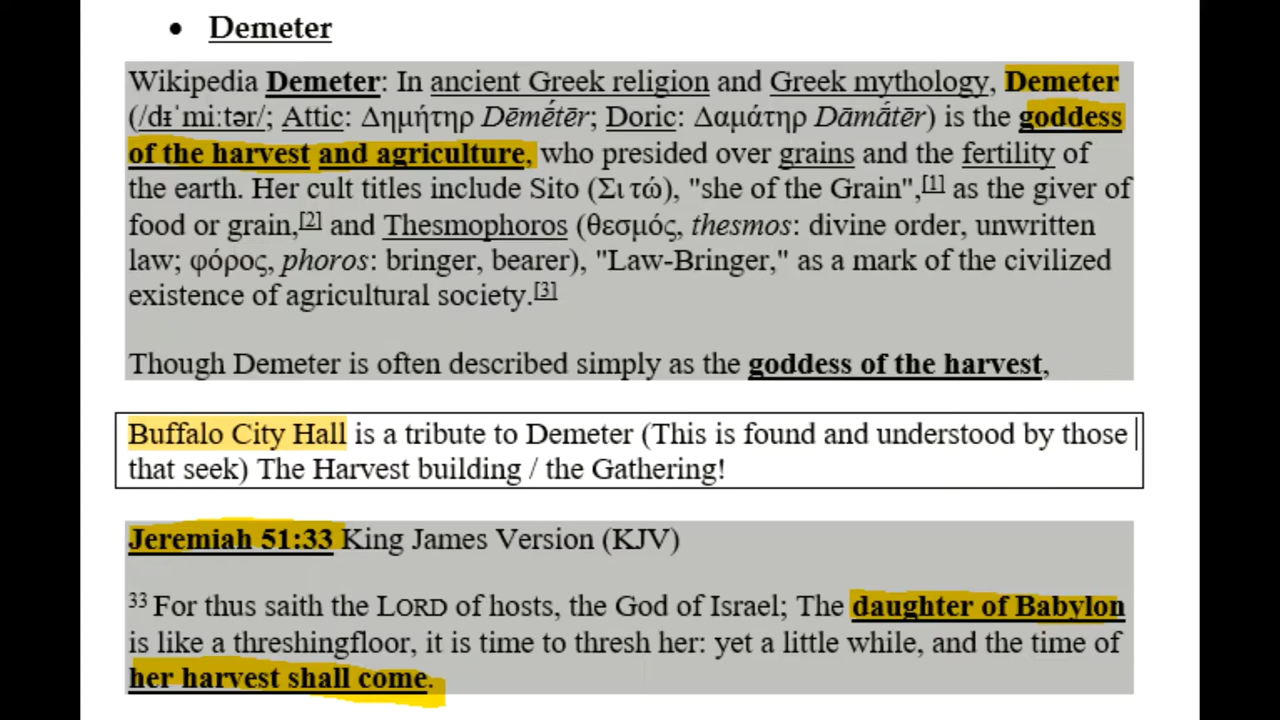 • Demeter
Wikipedia Demeter: In ancient Greek religion and Greek mythology, Demeter
(/dɪˈmiːtər/; Attic: Δημήτηρ Dēmḗtēr; Doric: Δαμάτηρ Dāmā́tēr) is the goddess
of the harvest and agriculture, who presided over grains and the fertility of
the earth. Her cult titles include Sito (Σιτώ), "she of the Grain",[1] as the giver of
food or grain,[2] and Thesmophoros (θεσμός, thesmos: divine order, unwritten
law; φόρος, phoros: bringer, bearer), "Law-Bringer," as a mark of the civilized
existence of agricultural society.[3]
Though Demeter is often described simply as the goddess of the harvest,
Buffalo City Hall is a tribute to Demeter (This is found and understood by those
that seek) The Harvest building / the Gathering!
Jeremiah 51:33 King James Version (KJV)
33 For thus saith the LORD of hosts, the God of Israel; The daughter of Babylon
is like a threshingfloor, it is time to thresh her: yet a little while, and the time of
her harvest shall come.